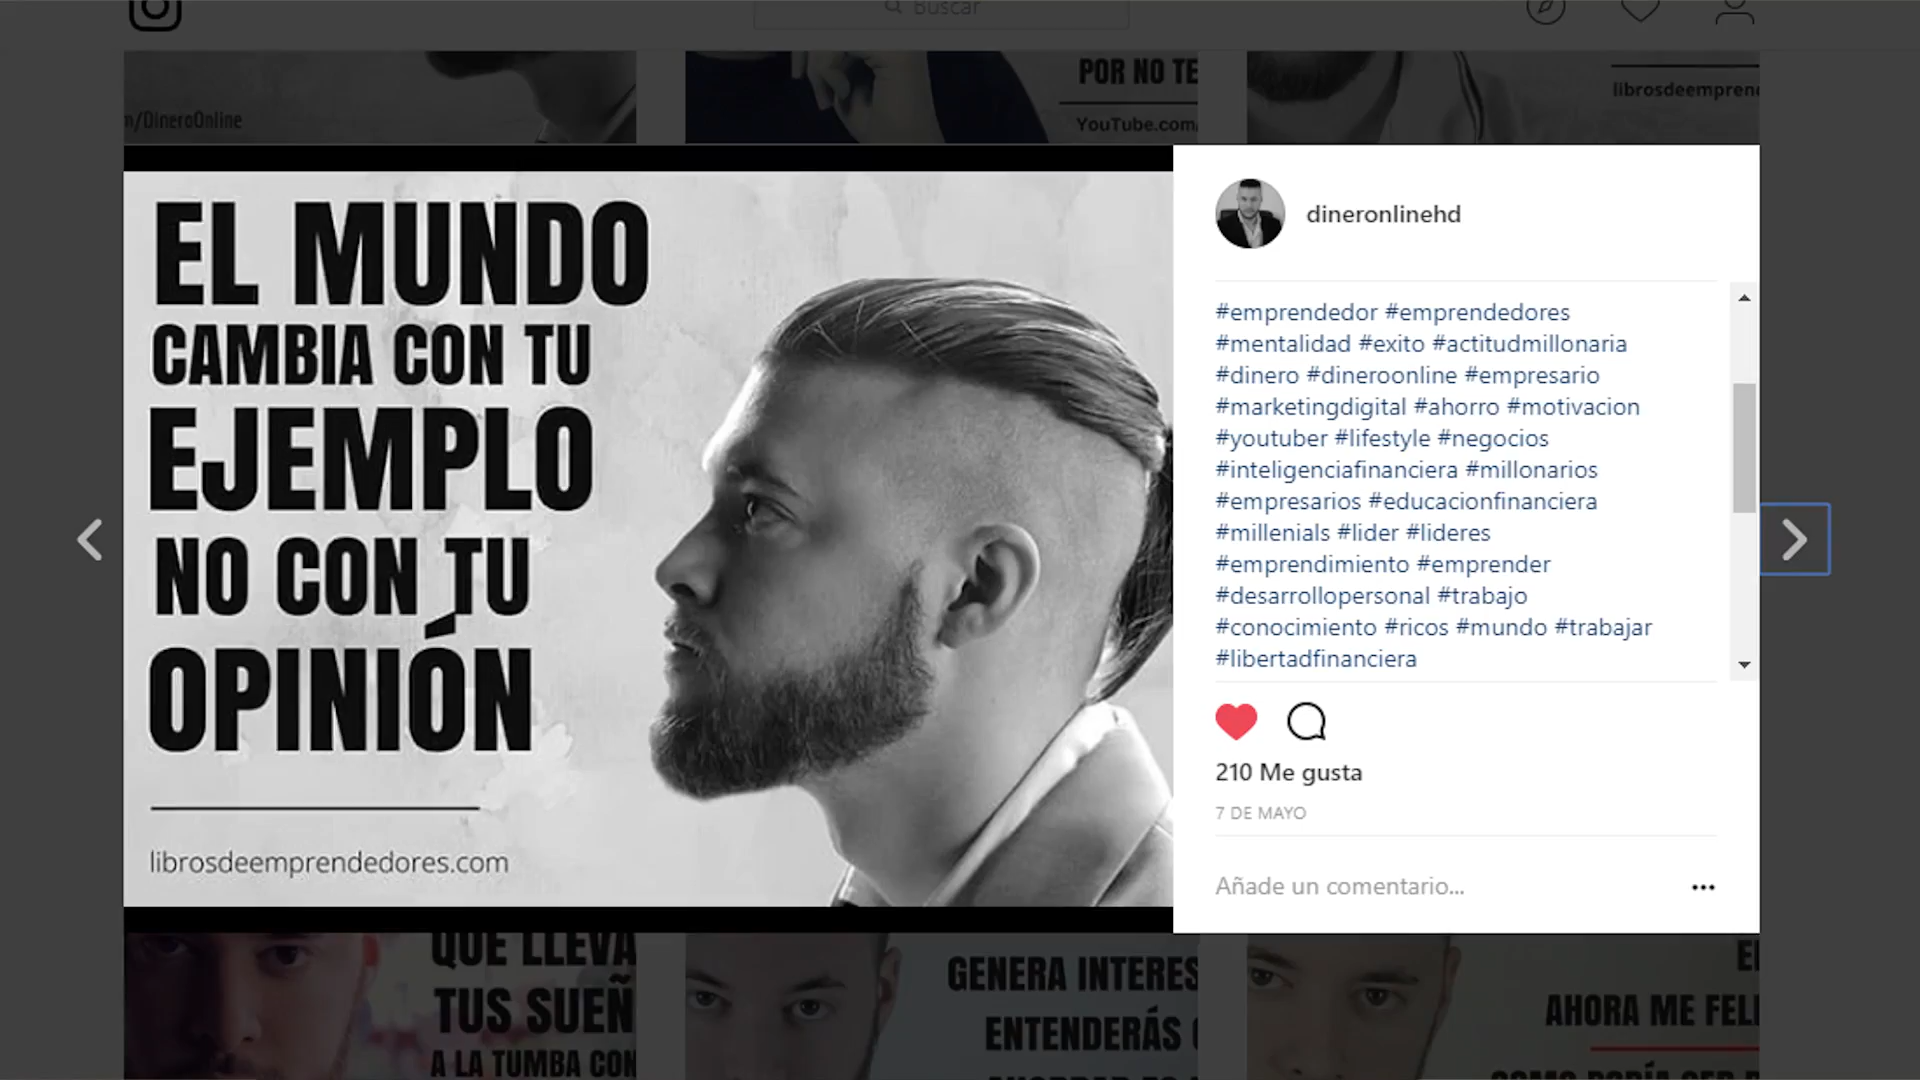 Buscar
POR NO TE
m/DineroOnline
YouTube.com/
librosdeempren
EL MUNDO
CAMBIA CON TU
EJEMPLO
NO CON TU
OPINIÓN
librosdeemprendedores.com
dineronlinehd
#emprendedor #emprendedores
#mentalidad #exito #actitudmillonaria
#dinero #dineroonline #empresario
#marketingdigital #ahorro #motivacion
#youtuber #lifestyle #negocios
#inteligenciafinanciera #millonarios
#empresarios #educacionfinanciera
#millenials #lider #lideres
#emprendimiento #emprender
#desarrollopersonal #trabajo
#conocimiento #ricos #mundo #trabajar
#libertadfinanciera
210 Me gusta
7 DE MAYO
Añade un comentario...
QUE LLEVA
TUS SUEÑ
A LA TUMBA CON
GENERA INTERES
ENTENDERÁS
AHORA ME FELI